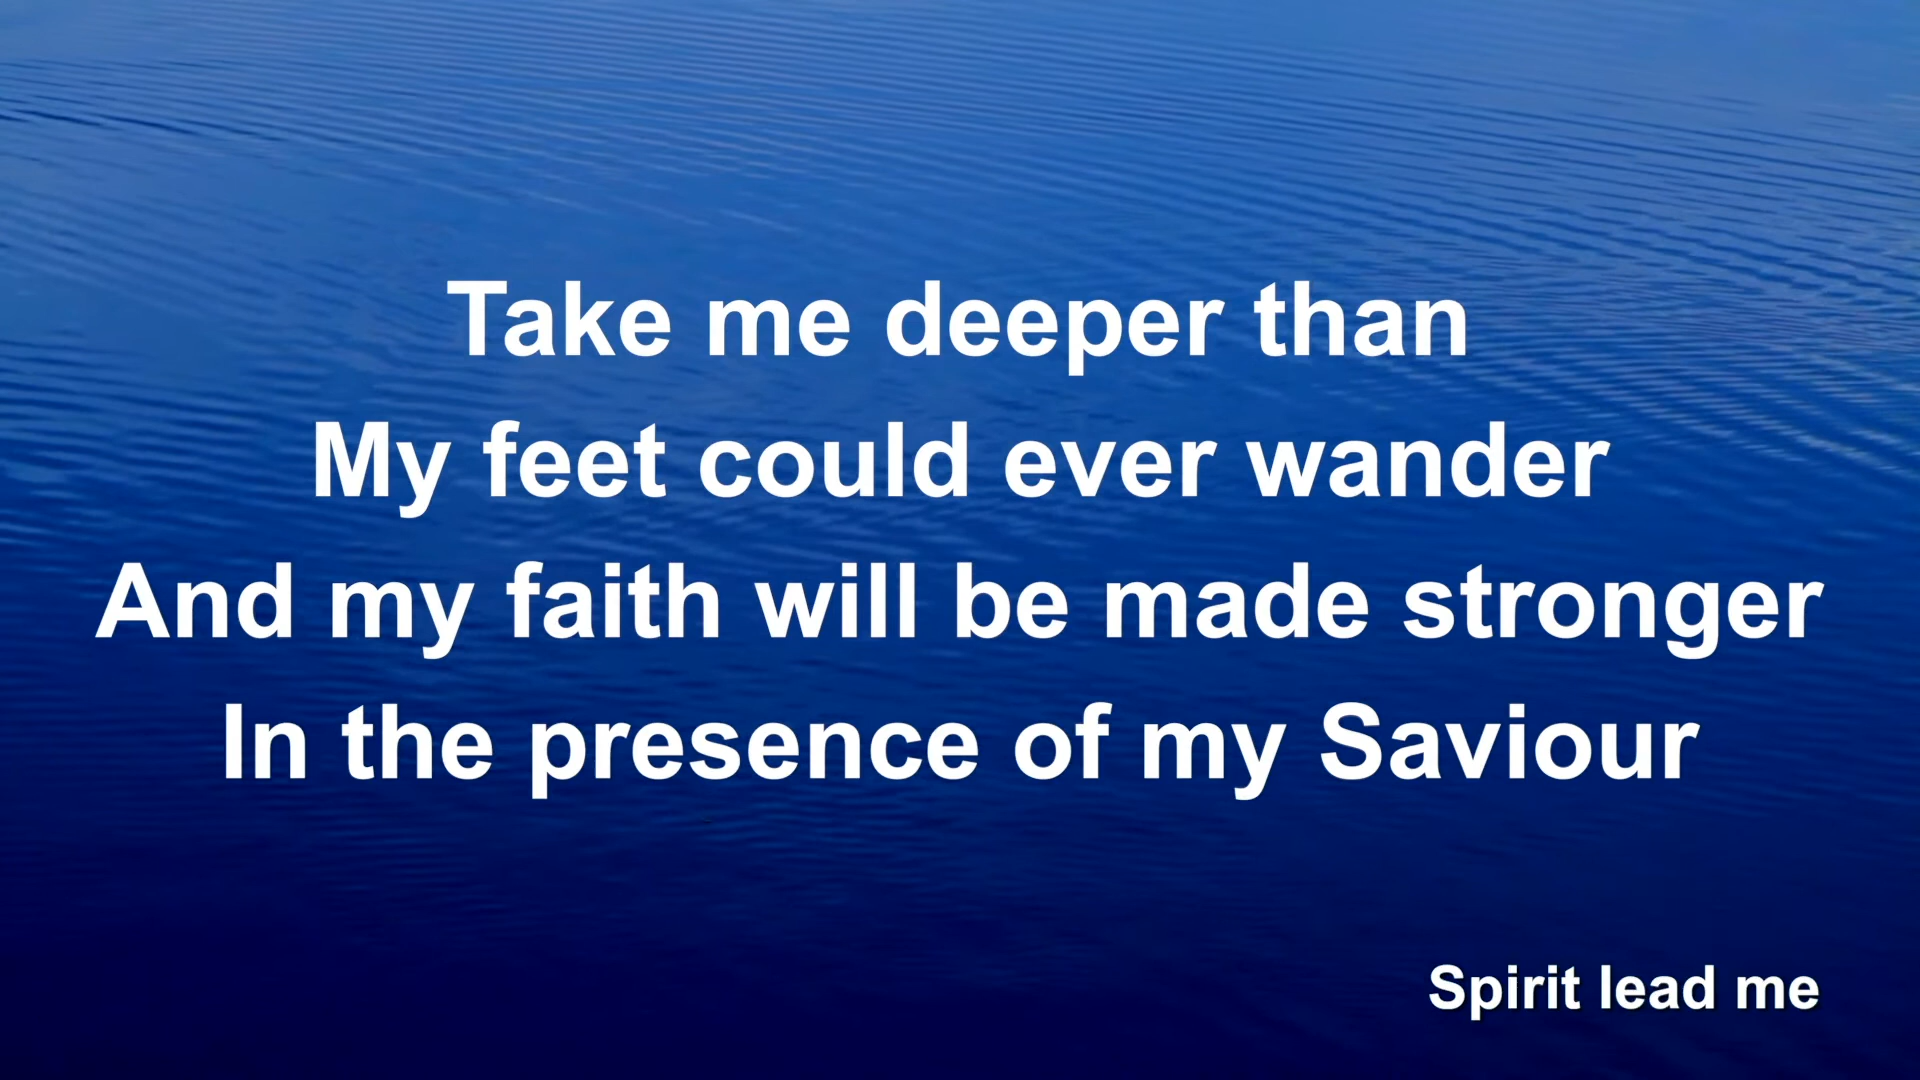 Take me deeper than
My feet could ever wander
And my faith will be made stronger
In the presence of my Saviour
Spirit lead me